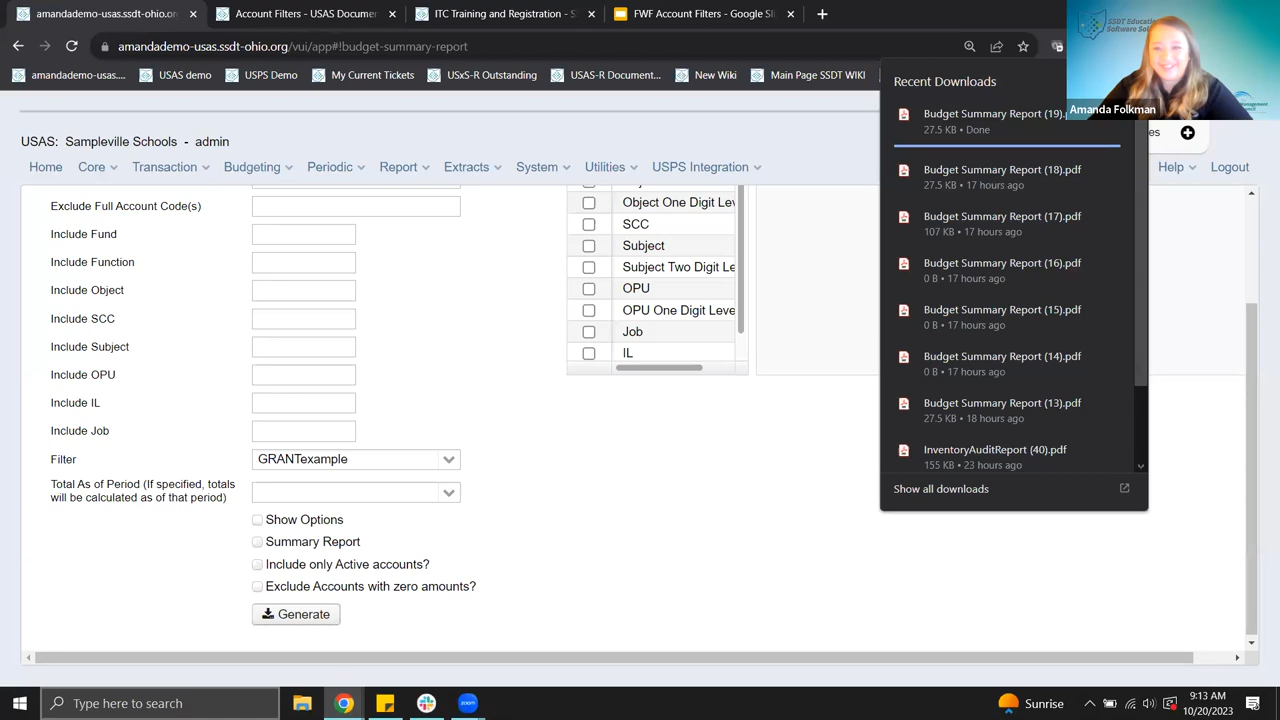 amandademo-usas.ssdt-ohio.or
Account Filters - USAS Documen
ITC Training and Registration - S
FWF Account Filters - Google Sli
amandademo-usas.ssdt-ohio.org/vui/app#!budget-summary-report
amandademo-usas....
USAS demo
USPS Demo
My Current Tickets
USxS R Outstanding
USAS-R Documet...
New Wiki
Main Page SSDT WIKI
SSDT Educatio
Software Sol
Amanda Folkman
Management
Council
USAS: Sampleville Schools - admin
es
Home
Core
Transaction
Budgeting
Periodic
Report
Extracts
System
Utilities
USPS Integration
Help
Logout
Exclude Full Account Code(s)
Include Fund
Include Function
Include Object
Include SCC
Include Subject
Include OPU
Include IL
Include Job
Filter
GRANTexample
Total As of Period (If specified, totals
will be calculated as of that period)
Show Options
Summary Report
Include only Active accounts?
Exclude Accounts with zero amounts?
Generate
Object One Digit Lev
SCC
Subject
Subject Two Digit Le
OPU
OPU One Digit Leve
Job
IL
Recent Downloads
Budget Summary Report (19).
27.5 KB • Done
Budget Summary Report (18).pdf
27.5 KB • 17 hours ago
Budget Summary Report (17).pdf
107 KB • 17 hours ago
Budget Summary Report (16).pdf
0 B • 17 hours ago
Budget Summary Report (15).pdf
0 B • 17 hours ago
Budget Summary Report (14).pdf
0 B • 17 hours ago
Budget Summary Report (13).pdf
27.5 KB • 18 hours ago
InventoryAuditReport (40).pdf
155 KB • 23 hours ago
Show all downloads
Type here to search
zoom
Sunrise
9:13 AM
10/20/2023